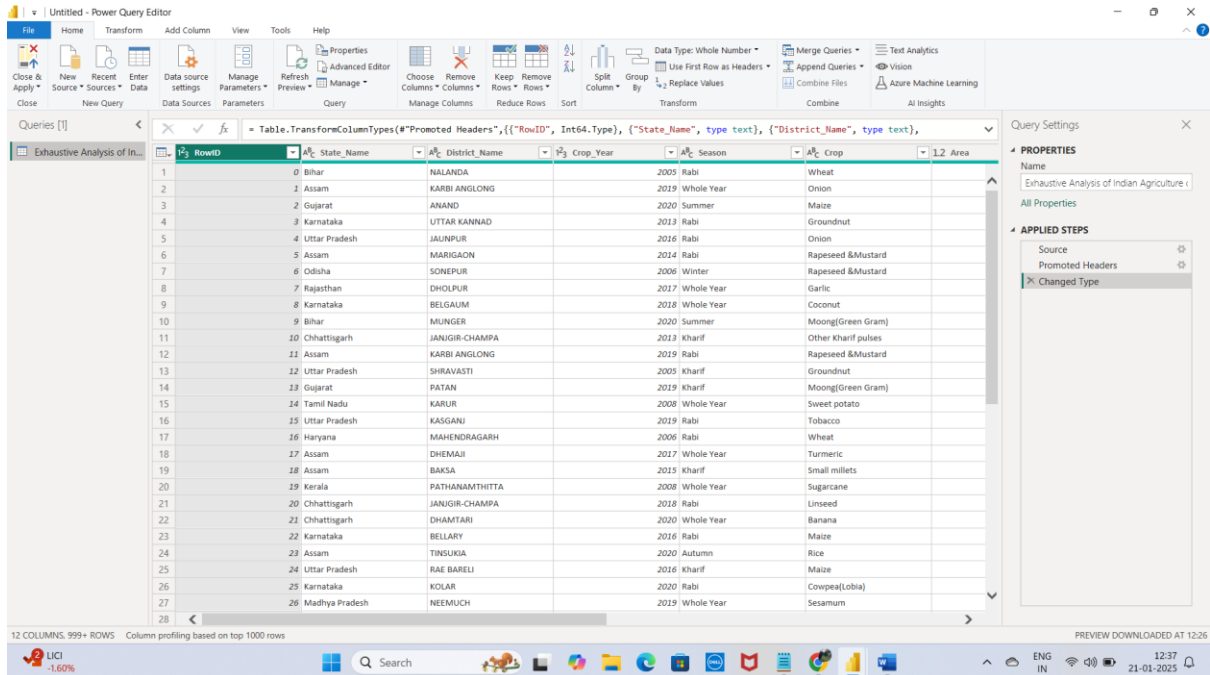 Untitled - Power Query Editor
File Home Transform Add Column View Tools Help
Close & Apply
New Source
Recent Sources
Enter Data
Data source settings
Manage Parameters
Refresh Preview
Properties
Advanced Editor
Manage
Choose Columns
Remove Columns
Keep Rows
Remove Rows
Split Column
Group By
Data Type: Whole Number
Use First Row as Headers
Replace Values
Merge Queries
Append Queries
Combine Files
Text Analytics
Vision
Azure Machine Learning
Close New Query Data Sources Parameters Query Manage Columns Reduce Rows Sort Transform Combine AI Insights
Queries [1]
Exhaustive Analysis of In...
fx = Table.TransformColumnTypes(#"Promoted Headers",{{"RowID", Int64.Type}, {"State_Name", type text}, {"District_Name", type text},
RowID State_Name District_Name Crop_Year Season Crop 1.2 Area
1 0 Bihar NALANDA 2005 Rabi Wheat
2 1 Assam KARBI ANGLONG 2019 Whole Year Onion
3 2 Gujarat ANAND 2020 Summer Maize
4 3 Karnataka UTTAR KANNAD 2013 Rabi Groundnut
5 4 Uttar Pradesh JAUNPUR 2016 Rabi Onion
6 5 Assam MARIGAON 2014 Rabi Rapeseed &Mustard
7 6 Odisha SONEPUR 2006 Winter Rapeseed &Mustard
8 7 Rajasthan DHOLPUR 2017 Whole Year Garlic
9 8 Karnataka BELGAUM 2018 Whole Year Coconut
10 9 Bihar MUNGER 2020 Summer Moong(Green Gram)
11 10 Chhattisgarh JANJGIR-CHAMPA 2013 Kharif Other Kharif pulses
12 11 Assam KARBI ANGLONG 2019 Rabi Rapeseed &Mustard
13 12 Uttar Pradesh SHRAVASTI 2005 Kharif Groundnut
14 13 Gujarat PATAN 2019 Kharif Moong(Green Gram)
15 14 Tamil Nadu KARUR 2008 Whole Year Sweet potato
16 15 Uttar Pradesh KASGANJ 2019 Rabi Tobacco
17 16 Haryana MAHENDRAGARH 2006 Rabi Wheat
18 17 Assam DHEMAJI 2017 Whole Year Turmeric
19 18 Assam BAKSA 2015 Kharif Small millets
20 19 Kerala PATHANAMTHITTA 2008 Whole Year Sugarcane
21 20 Chhattisgarh JANJGIR-CHAMPA 2018 Rabi Linseed
22 21 Chhattisgarh DHAMTARI 2020 Whole Year Banana
23 22 Karnataka BELLARY 2016 Rabi Maize
24 23 Assam TINSUKIA 2020 Autumn Rice
25 24 Uttar Pradesh RAE BARELI 2016 Kharif Maize
26 25 Karnataka KOLAR 2020 Rabi Cowpea(Lobia)
27 26 Madhya Pradesh NEEMUCH 2019 Whole Year Sesamum
28
Query Settings
PROPERTIES
Name
Exhaustive Analysis of Indian Agriculture
All Properties
APPLIED STEPS
Source
Promoted Headers
Changed Type
12 COLUMNS, 999+ ROWS Column profiling based on top 1000 rows
PREVIEW DOWNLOADED AT 12:26
2 LICI
-1.60%
Search
DELL
ENG
IN
12:37
21-01-2025